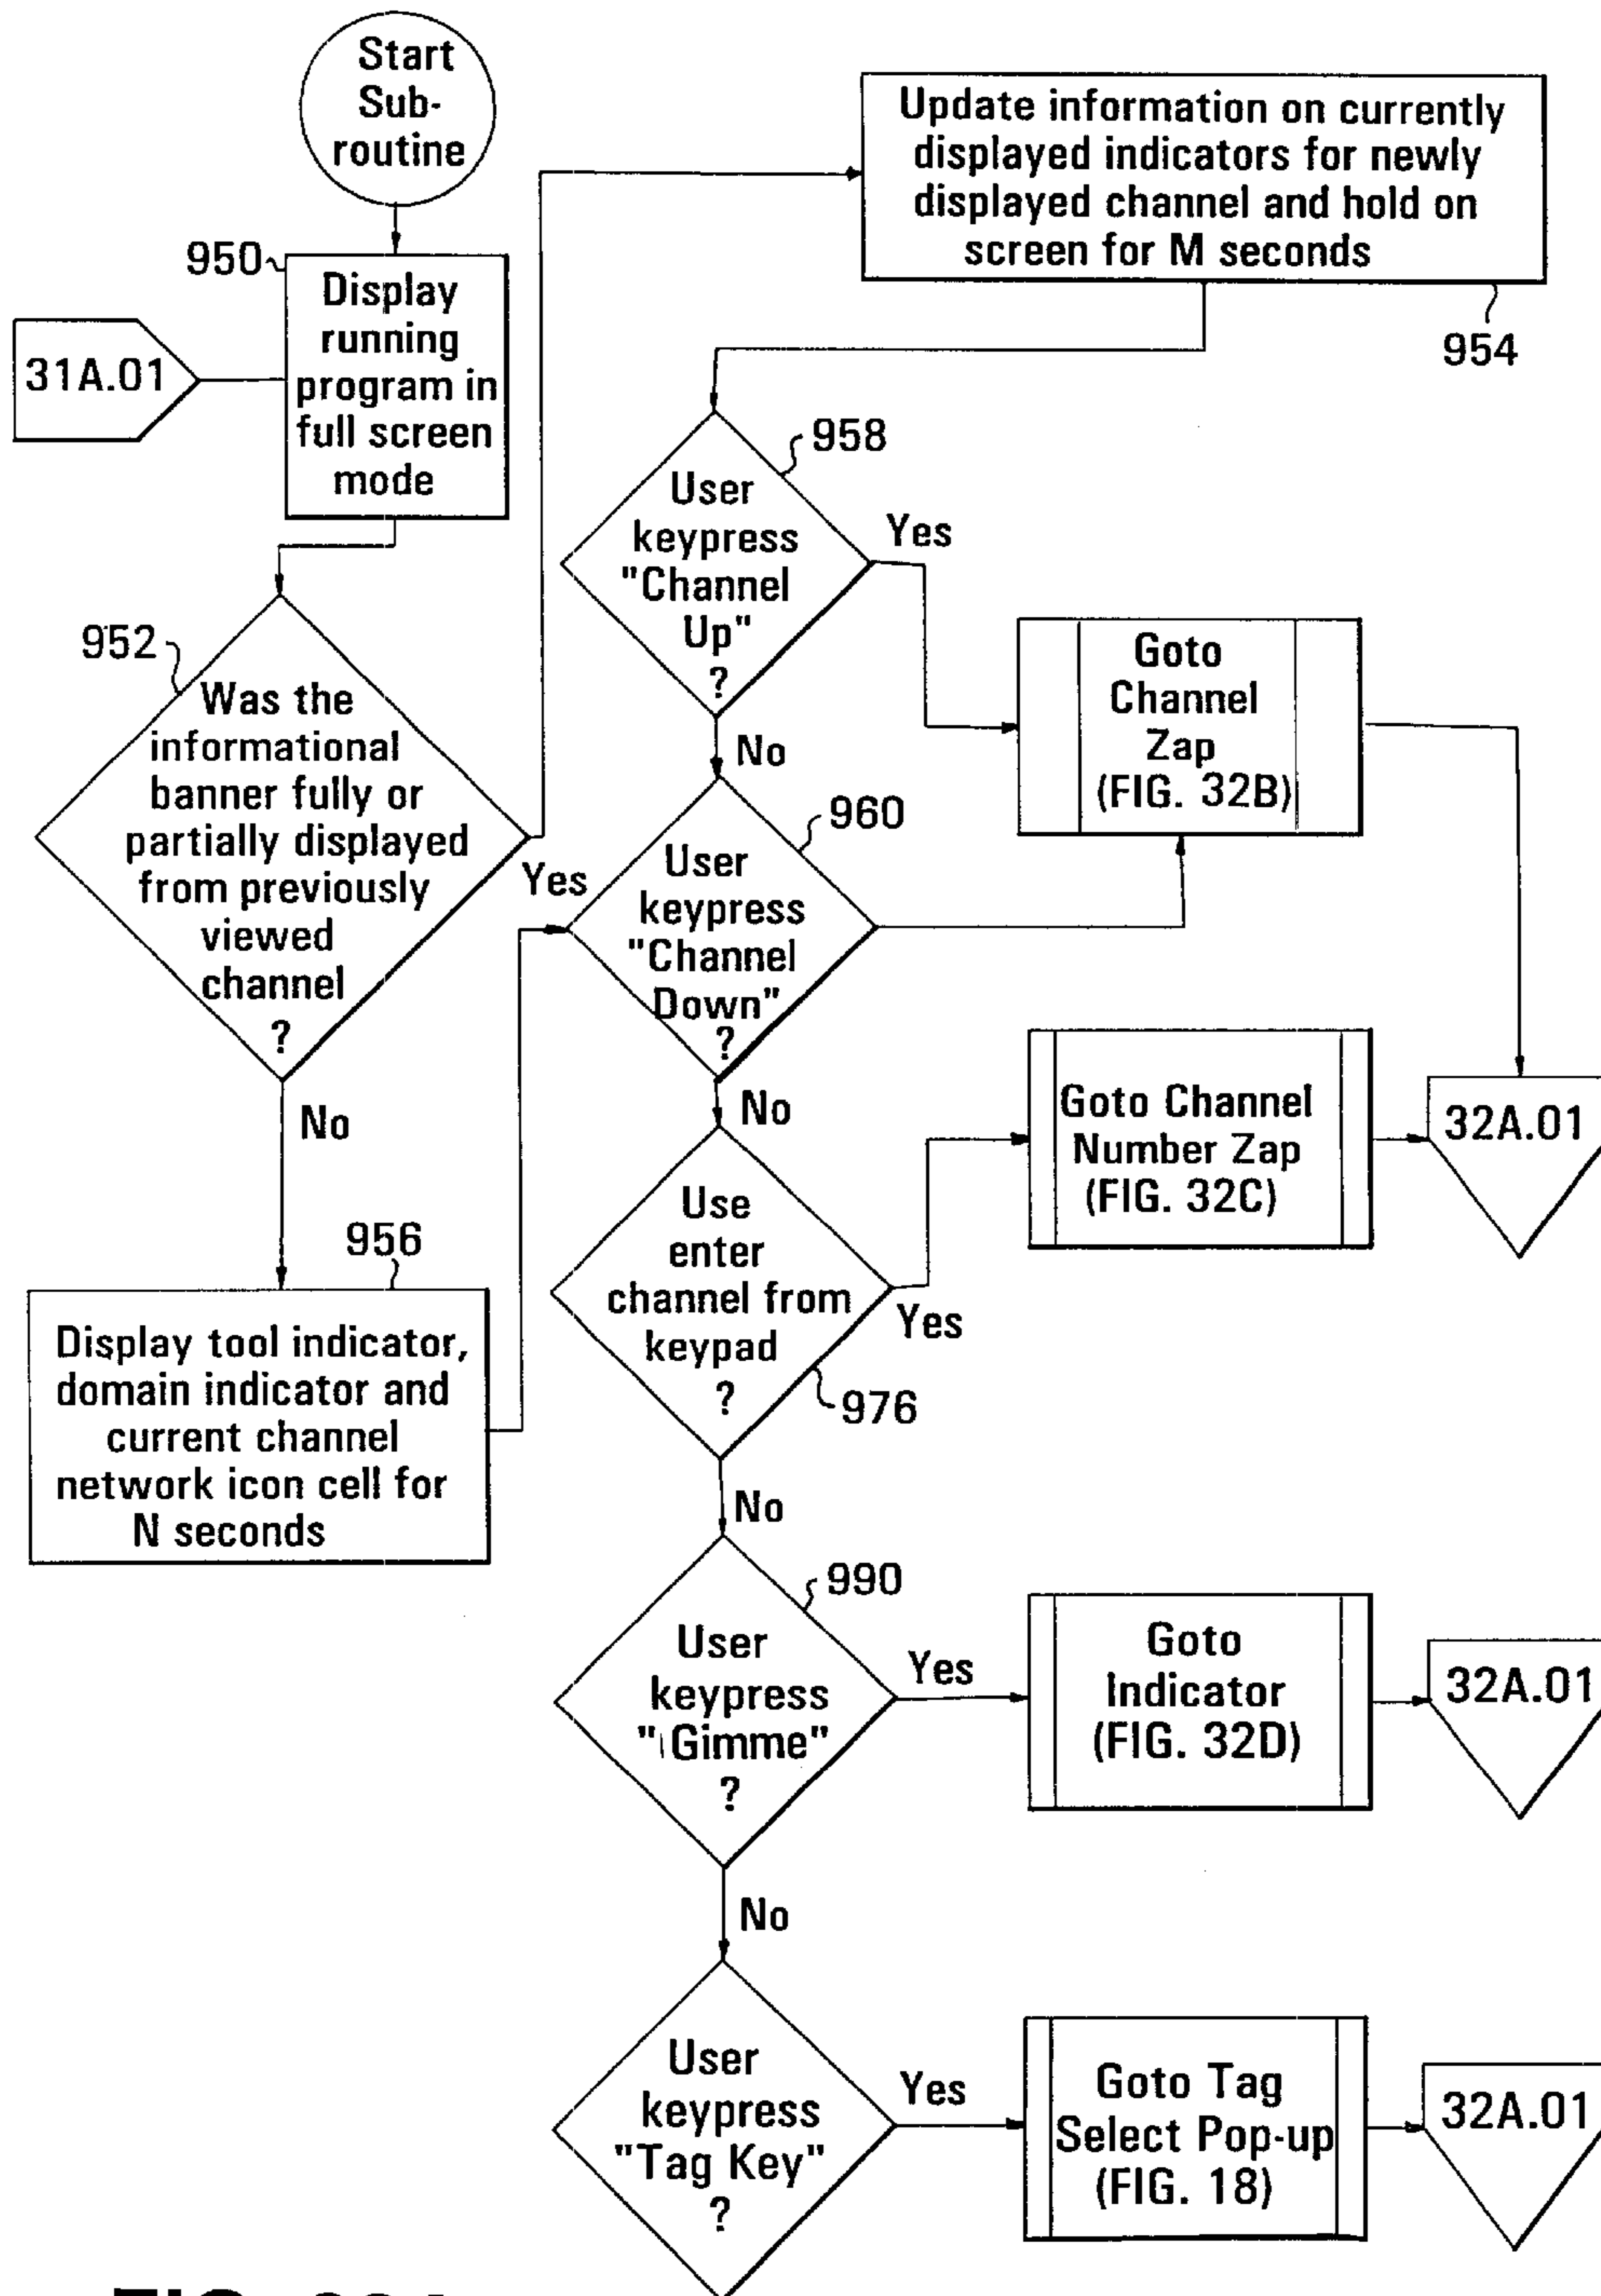 Start
Sub-
routine
950
Display
running
program in
full screen
mode
31A.01
Update information on currently
displayed indicators for newly
displayed channel and hold on
screen for M seconds
954
952
Was the
informational
banner fully or
partially displayed
from previously
viewed
channel
?
Yes
No
956
Display tool indicator,
domain indicator and
current channel
network icon cell for
N seconds
958
User
keypress
"Channel
Up"
?
Yes
No
Goto
Channel
Zap
(FIG. 32B)
960
User
keypress
"Channel
Down"
?
No
Use
enter
channel from
keypad
?
Yes
976
Goto Channel
Number Zap
(FIG. 32C)
32A.01
No
990
User
keypress
"Gimme"
?
Yes
Goto
Indicator
(FIG. 32D)
32A.01
No
User
keypress
"Tag Key"
?
Yes
Goto Tag
Select Pop-up
(FIG. 18)
32A.01